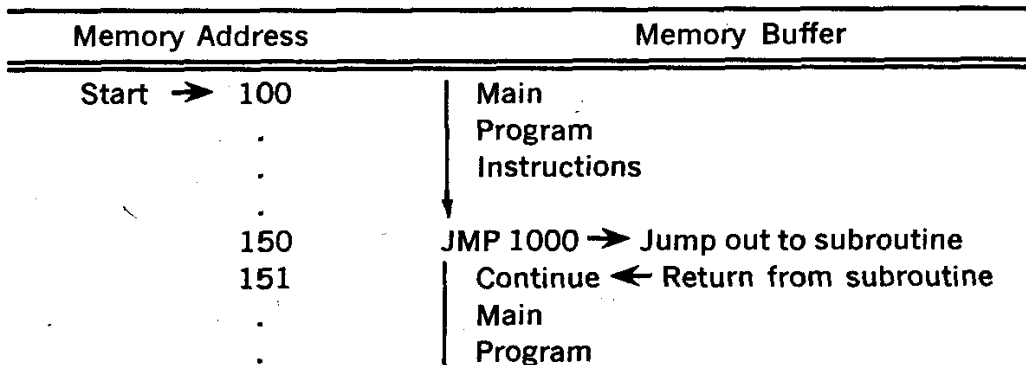 Memory Address Memory Buffer
Start → 100 Main
. Program
. Instructions
.
150 JMP 1000 → Jump out to subroutine
151 Continue ← Return from subroutine
. Main
. Program